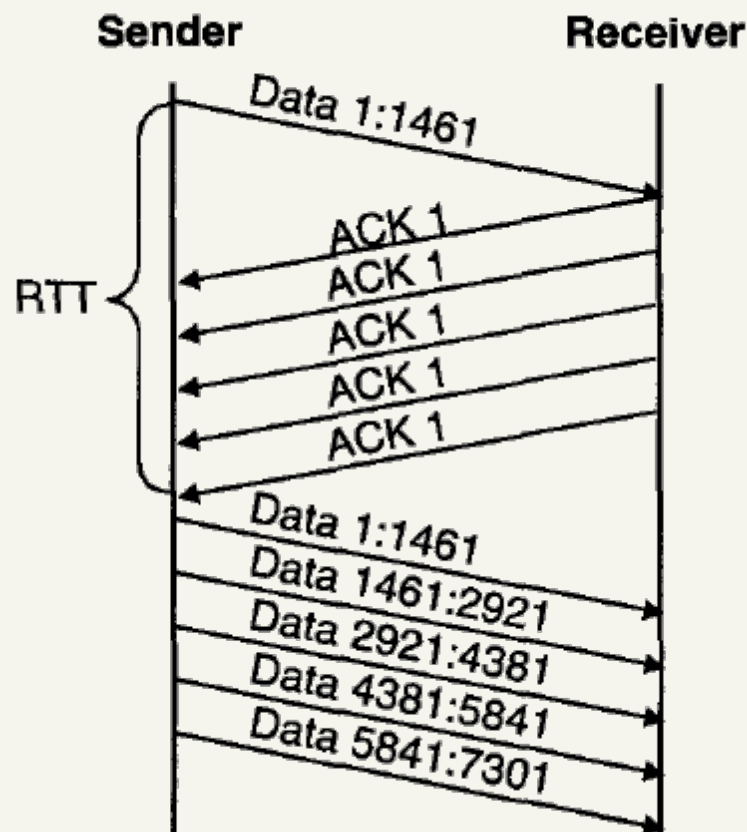 Sender Receiver
Data 1:1461
ACK 1
ACK 1
RTT
ACK 1
ACK 1
ACK 1
Data 1:1461
Data 1461:2921
Data 2921:4381
Data 4381:5841
Data 5841:7301